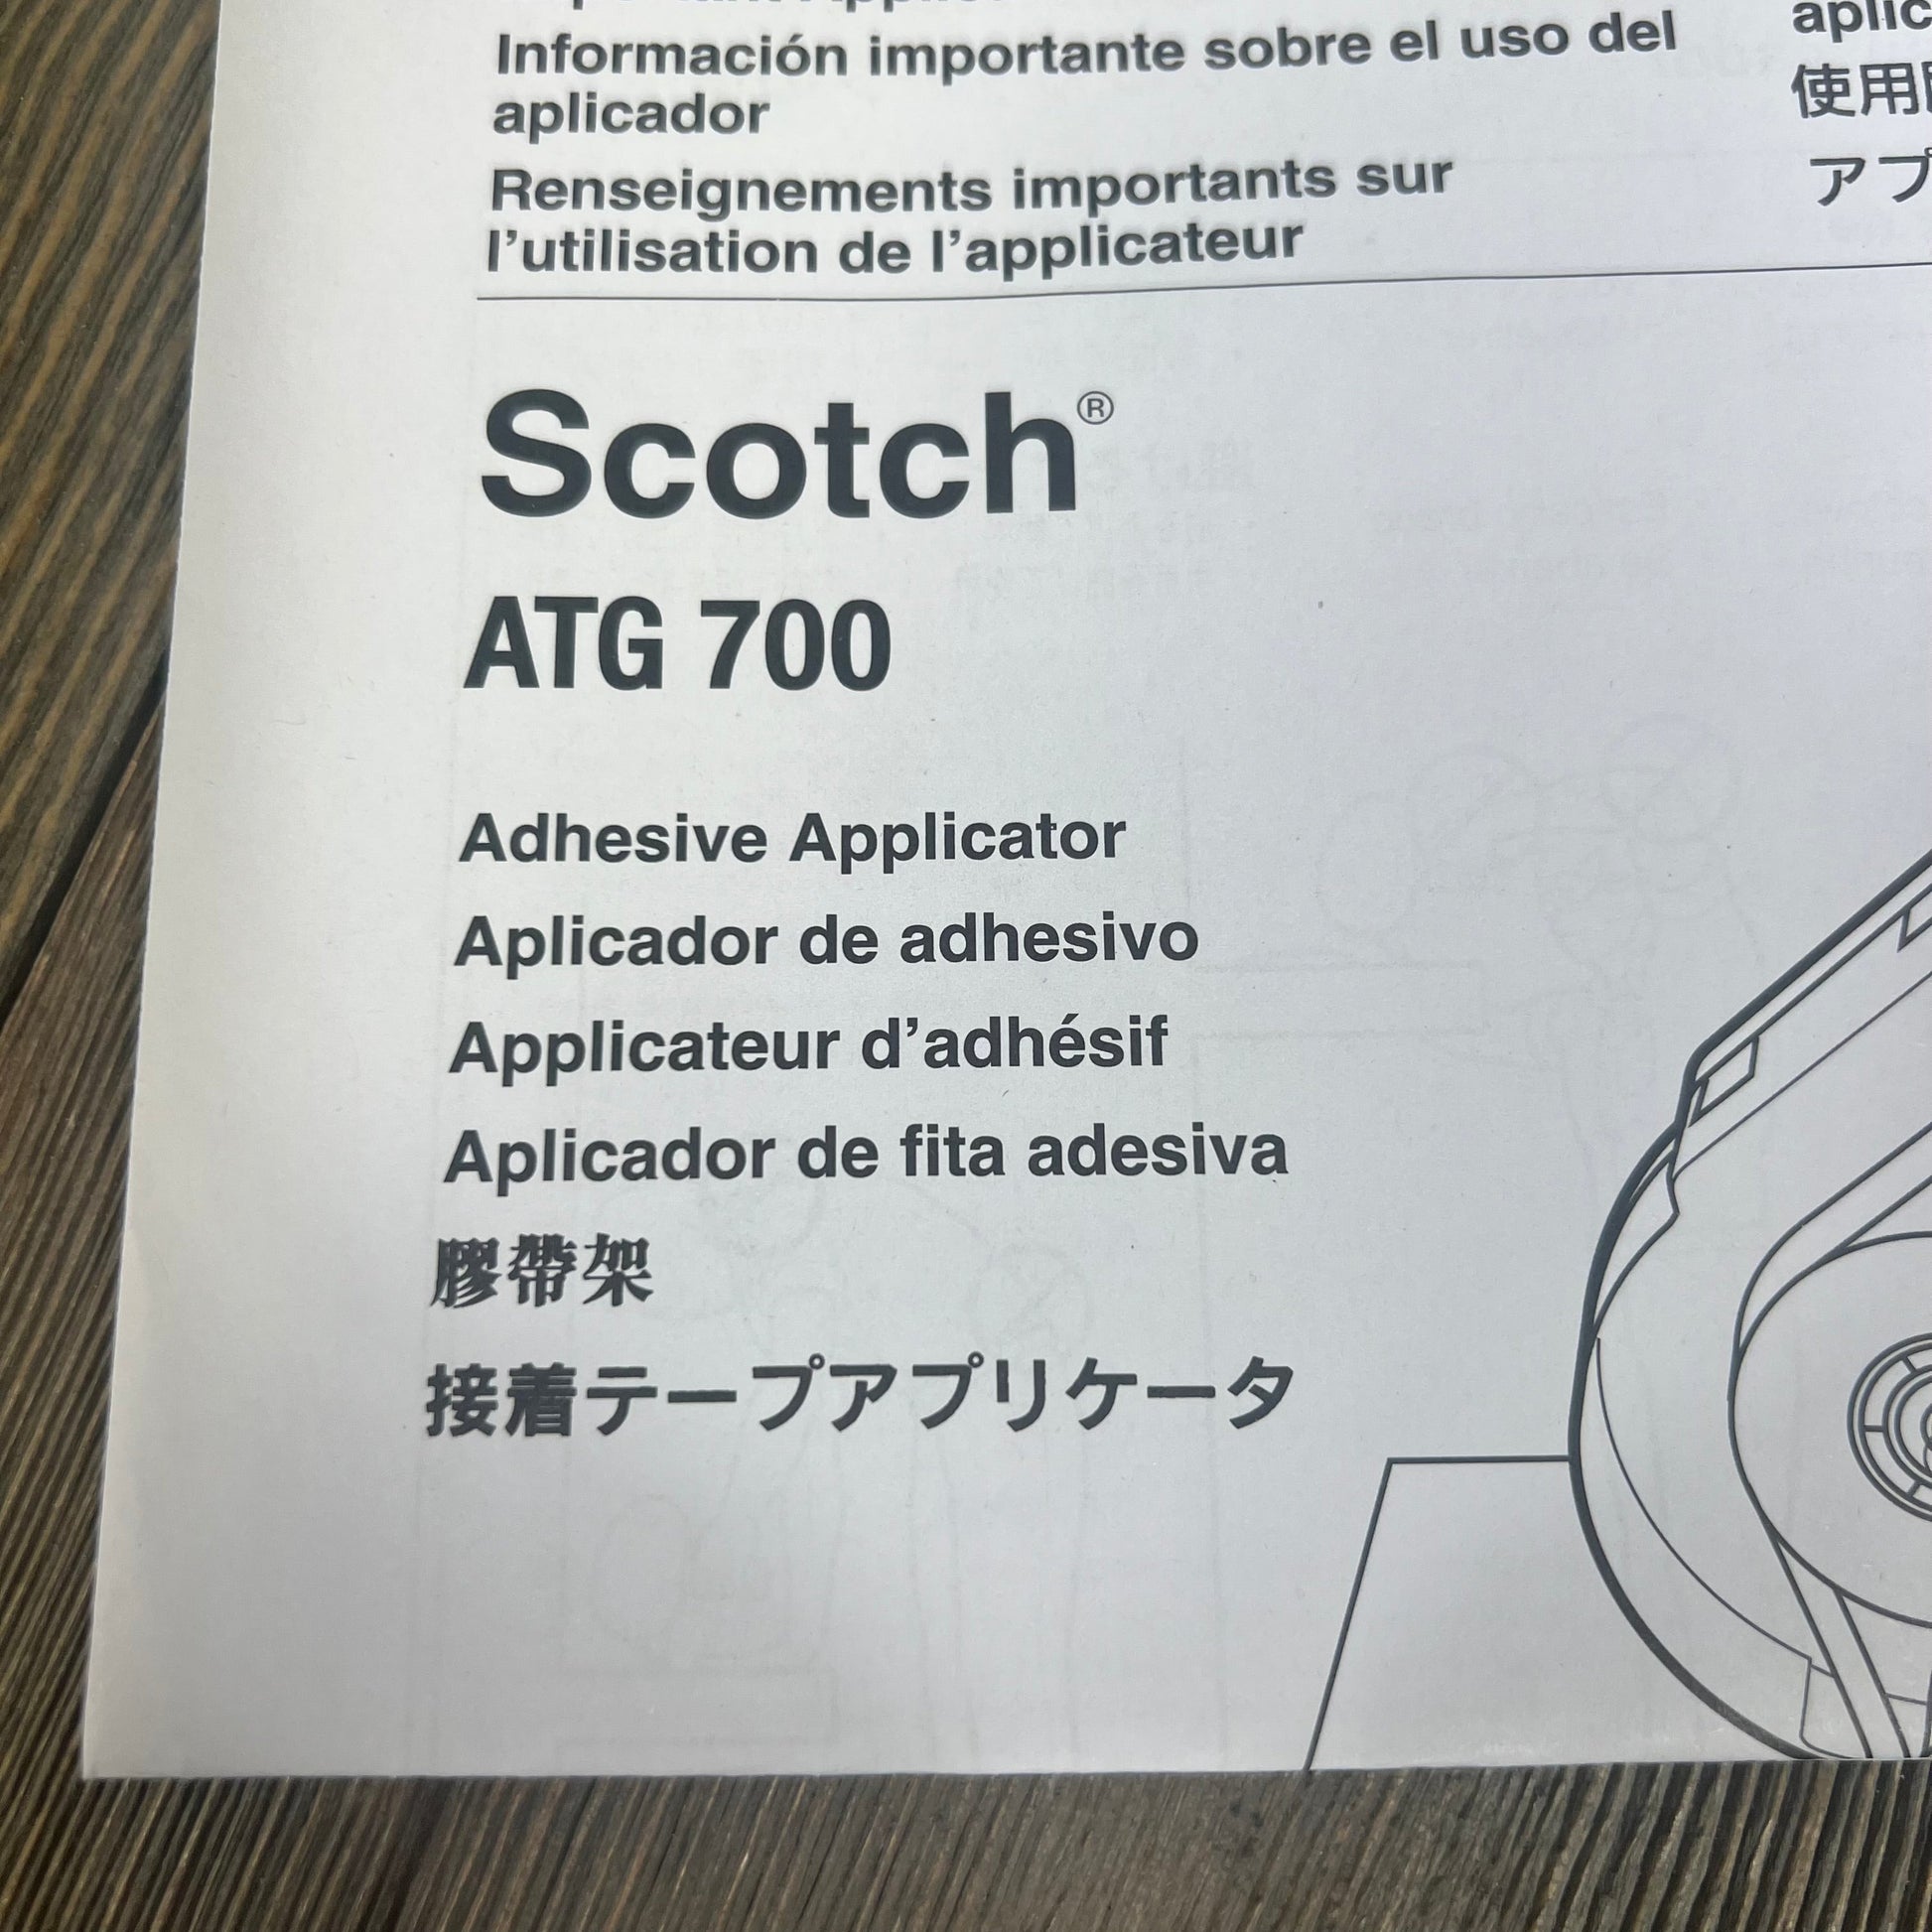 Información importante sobre el uso del
aplicador
Renseignements importants sur
l’utilisation de l’applicateur
使用
アプ
Scotch®
ATG 700
Adhesive Applicator
Aplicador de adhesivo
Applicateur d’adhésif
Aplicador de fita adesiva
膠帶架
接着テープアプリケータ